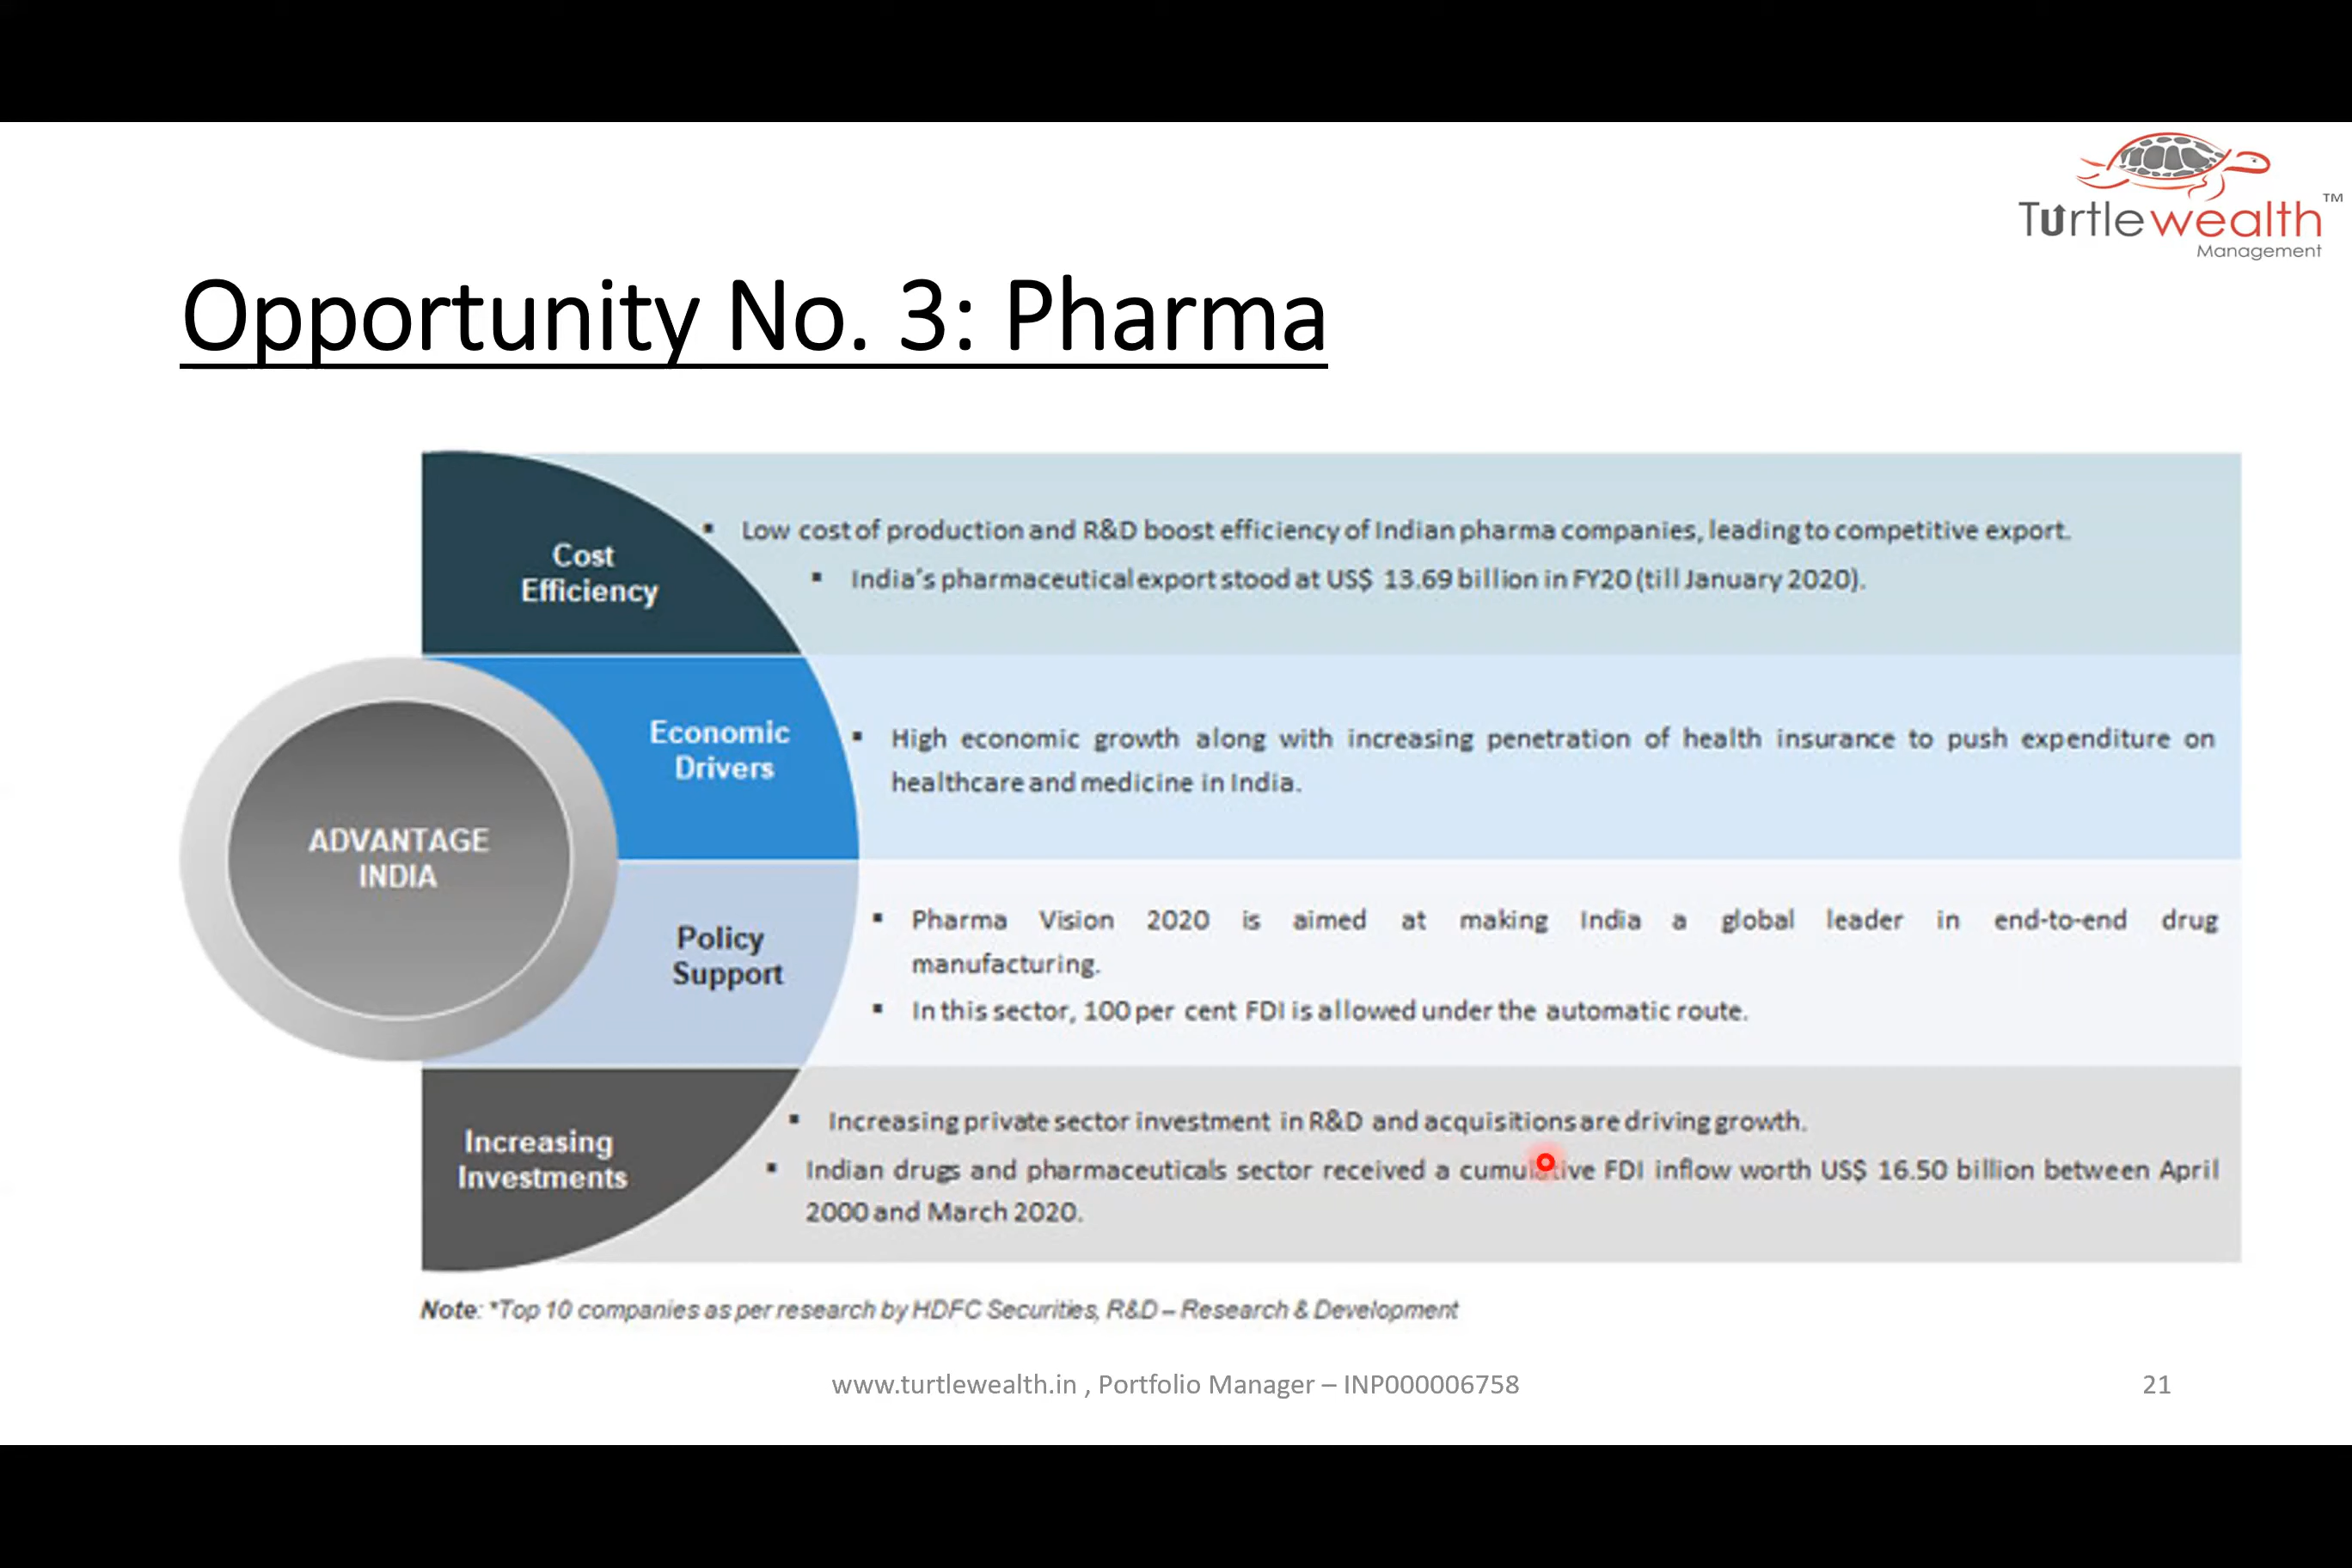 Turtlewealth™
Management
Opportunity No. 3: Pharma
Cost
Efficiency
▪ Low cost of production and R&D boost efficiency of Indian pharma companies, leading to competitive export.
▪ India's pharmaceutical export stood at US$ 13.69 billion in FY20 (till January 2020).
ADVANTAGE
INDIA
Economic
Drivers
▪ High economic growth along with increasing penetration of health insurance to push expenditure on
healthcare and medicine in India.
Policy
Support
▪ Pharma Vision 2020 is aimed at making India a global leader in end-to-end drug
manufacturing.
▪ In this sector, 100 per cent FDI is allowed under the automatic route.
Increasing
Investments
▪ Increasing private sector investment in R&D and acquisitions are driving growth.
▪ Indian drugs and pharmaceuticals sector received a cumulative FDI inflow worth US$ 16.50 billion between April
2000 and March 2020.
Note: *Top 10 companies as per research by HDFC Securities, R&D – Research & Development
www.turtlewealth.in , Portfolio Manager – INP000006758
21